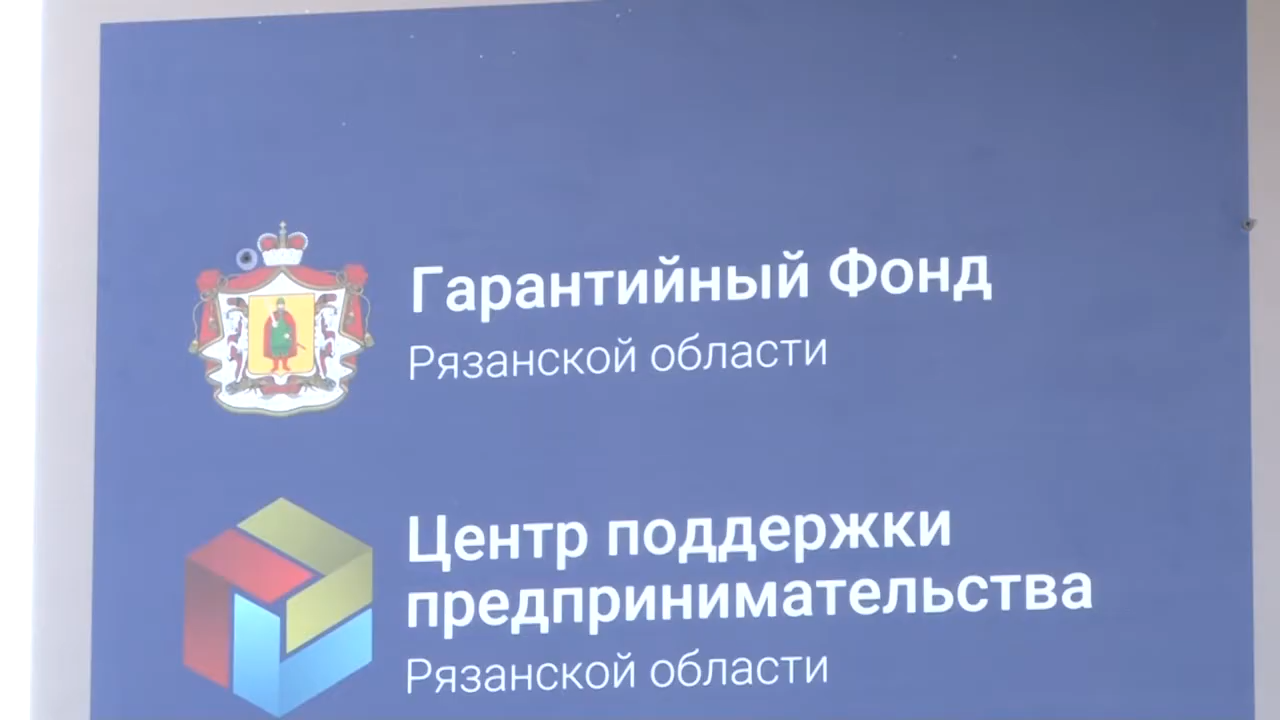 Гарантийный Фонд
Рязанской области
Центр поддержки
предпринимательства
Рязанской области